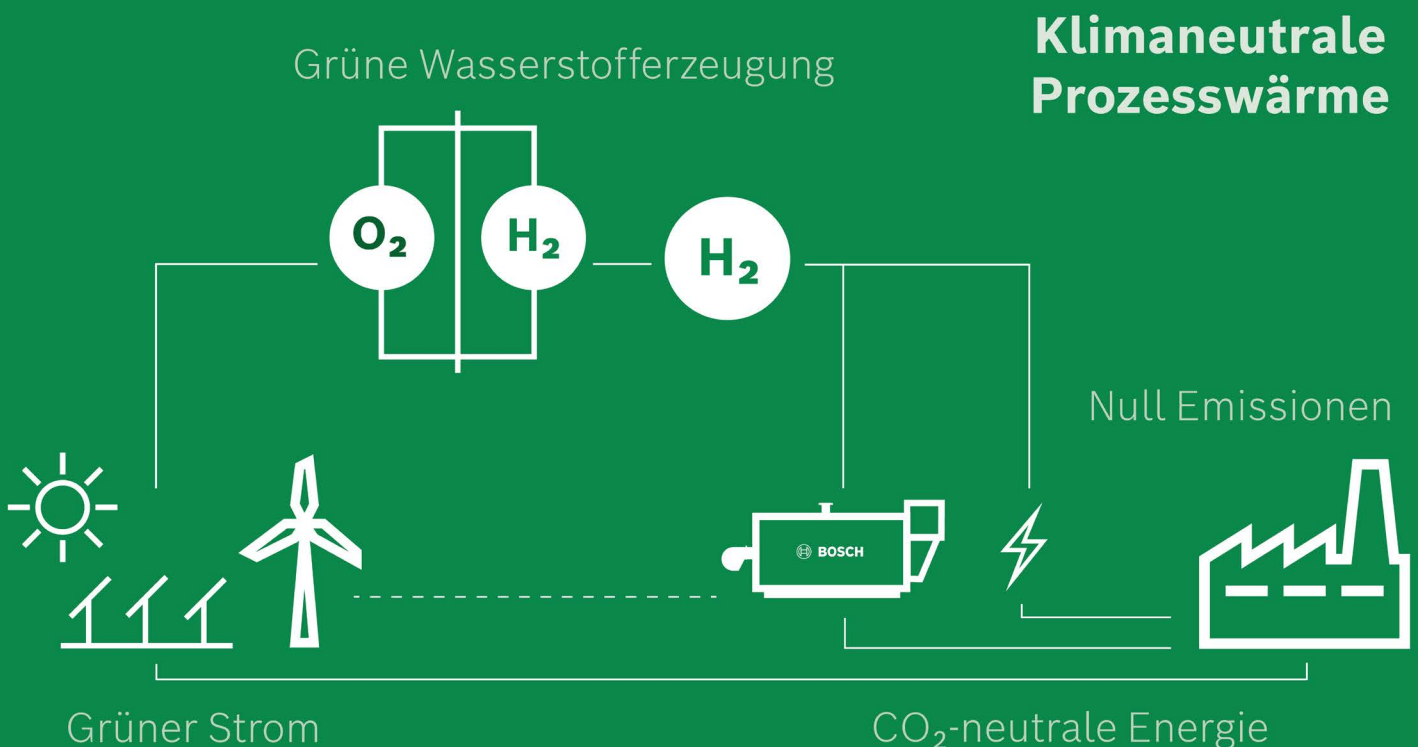 Klimaneutrale
Prozesswärme
Grüne Wasserstofferzeugung
O₂
H₂
H₂
Null Emissionen
BOSCH
Grüner Strom
CO₂-neutrale Energie